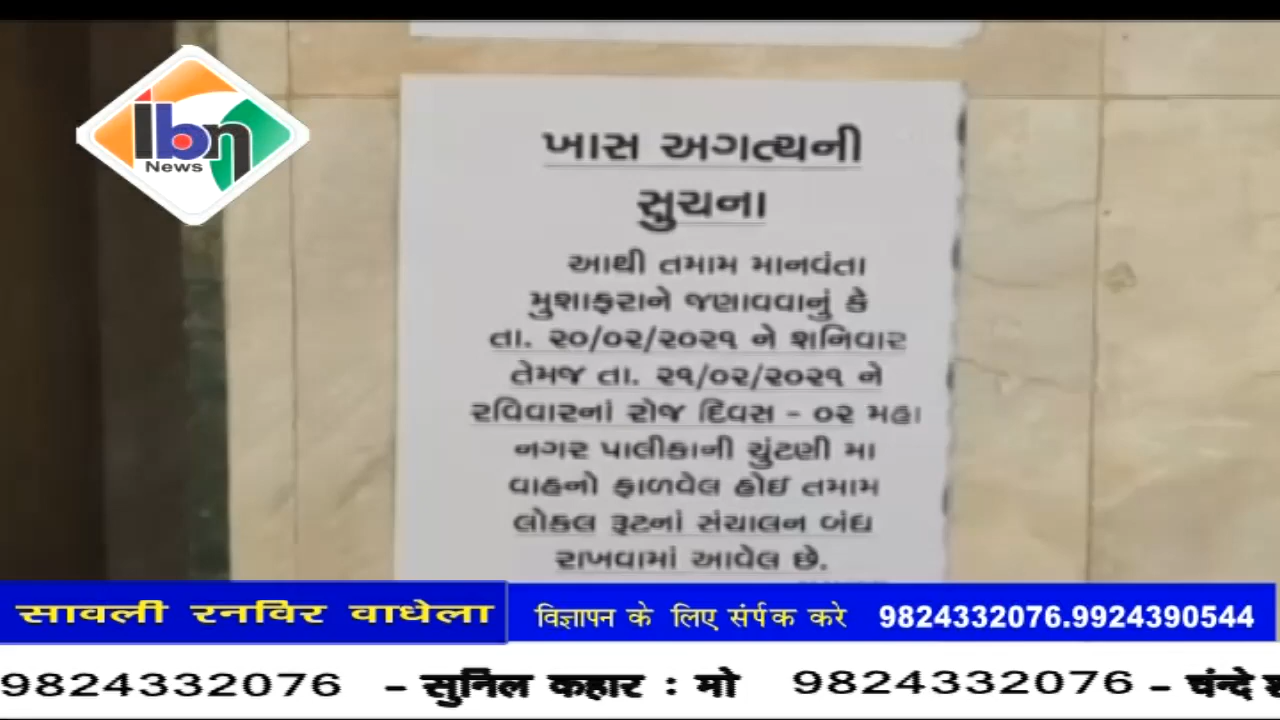 ibn
News
ખાસ અગત્યની
સુચના
આથી તમામ માનવંતા
મુશાફરાને જણાવવાનું કે
તા. ૨૦/૦૨/૨૦૨૧ ને શનિવાર
તેમજ તા. ૨૧/૦૨/૨૦૨૧ ને
રવિવારનાં રોજ દિવસ - ૦૨ મહા
નગર પાલીકાની ચુંટણી મા
વાહનો ફાળવેલ હોઇ તમામ
લોકલ રૂટનાં સંચાલન બંધ
રાખવામાં આવેલ છે.
સાવલી રનવિર વાઘેલા
विज्ञापन के लिए संर्पक करे 9824332076.9924390544
9824332076 - सुनिल कहार : मो 9824332076 - चंन्दे